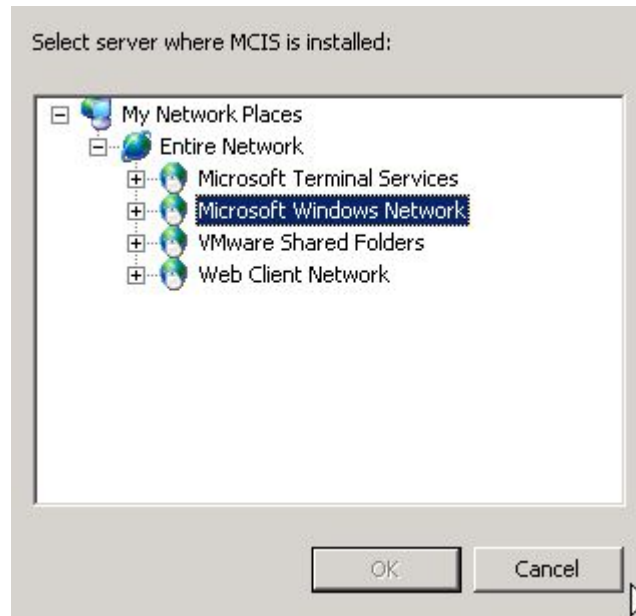 Select server where MCIS is installed:
My Network Places
Entire Network
Microsoft Terminal Services
Microsoft Windows Network
VMware Shared Folders
Web Client Network
OK Cancel